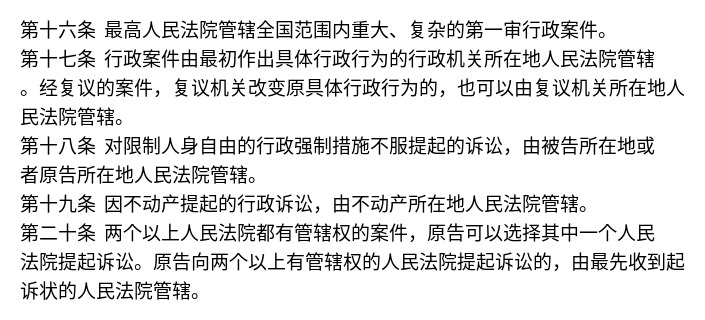 第十六条 最高人民法院管辖全国范围内重大、复杂的第一审行政案件。
第十七条 行政案件由最初作出具体行政行为的行政机关所在地人民法院管辖
。经复议的案件，复议机关改变原具体行政行为的，也可以由复议机关所在地人
民法院管辖。
第十八条 对限制人身自由的行政强制措施不服提起的诉讼，由被告所在地或
者原告所在地人民法院管辖。
第十九条 因不动产提起的行政诉讼，由不动产所在地人民法院管辖。
第二十条 两个以上人民法院都有管辖权的案件，原告可以选择其中一个人民
法院提起诉讼。原告向两个以上有管辖权的人民法院提起诉讼的，由最先收到起
诉状的人民法院管辖。